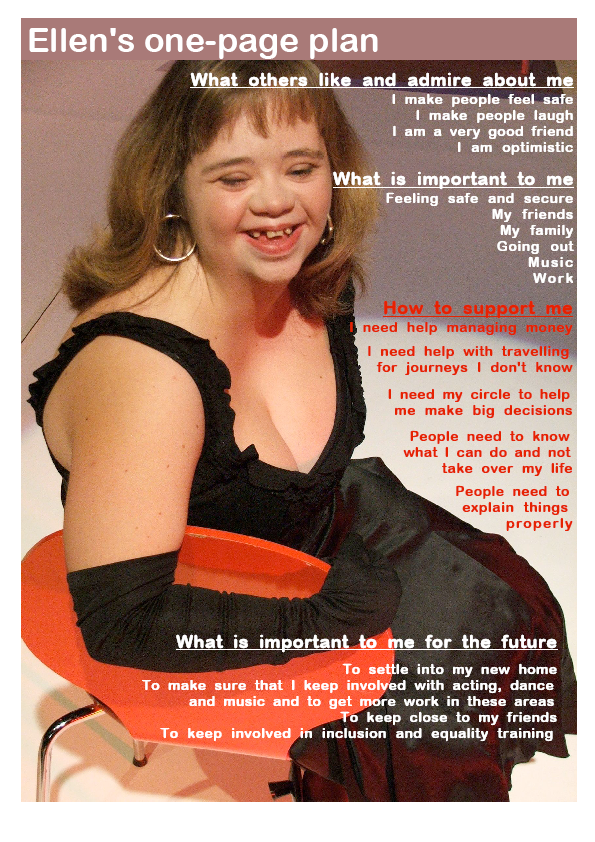 Ellen's one-page plan
What others like and admire about me
I make people feel safe
I make people laugh
I am a very good friend
I am optimistic
What is important to me
Feeling safe and secure
My friends
My family
Going out
Music
Work
How to support me
I need help managing money
I need help with travelling
for journeys I don't know
I need my circle to help
me make big decisions
People need to know
what I can do and not
take over my life
People need to
explain things
properly
What is important to me for the future
To settle into my new home
To make sure that I keep involved with acting, dance
and music and to get more work in these areas
To keep close to my friends
To keep involved in inclusion and equality training